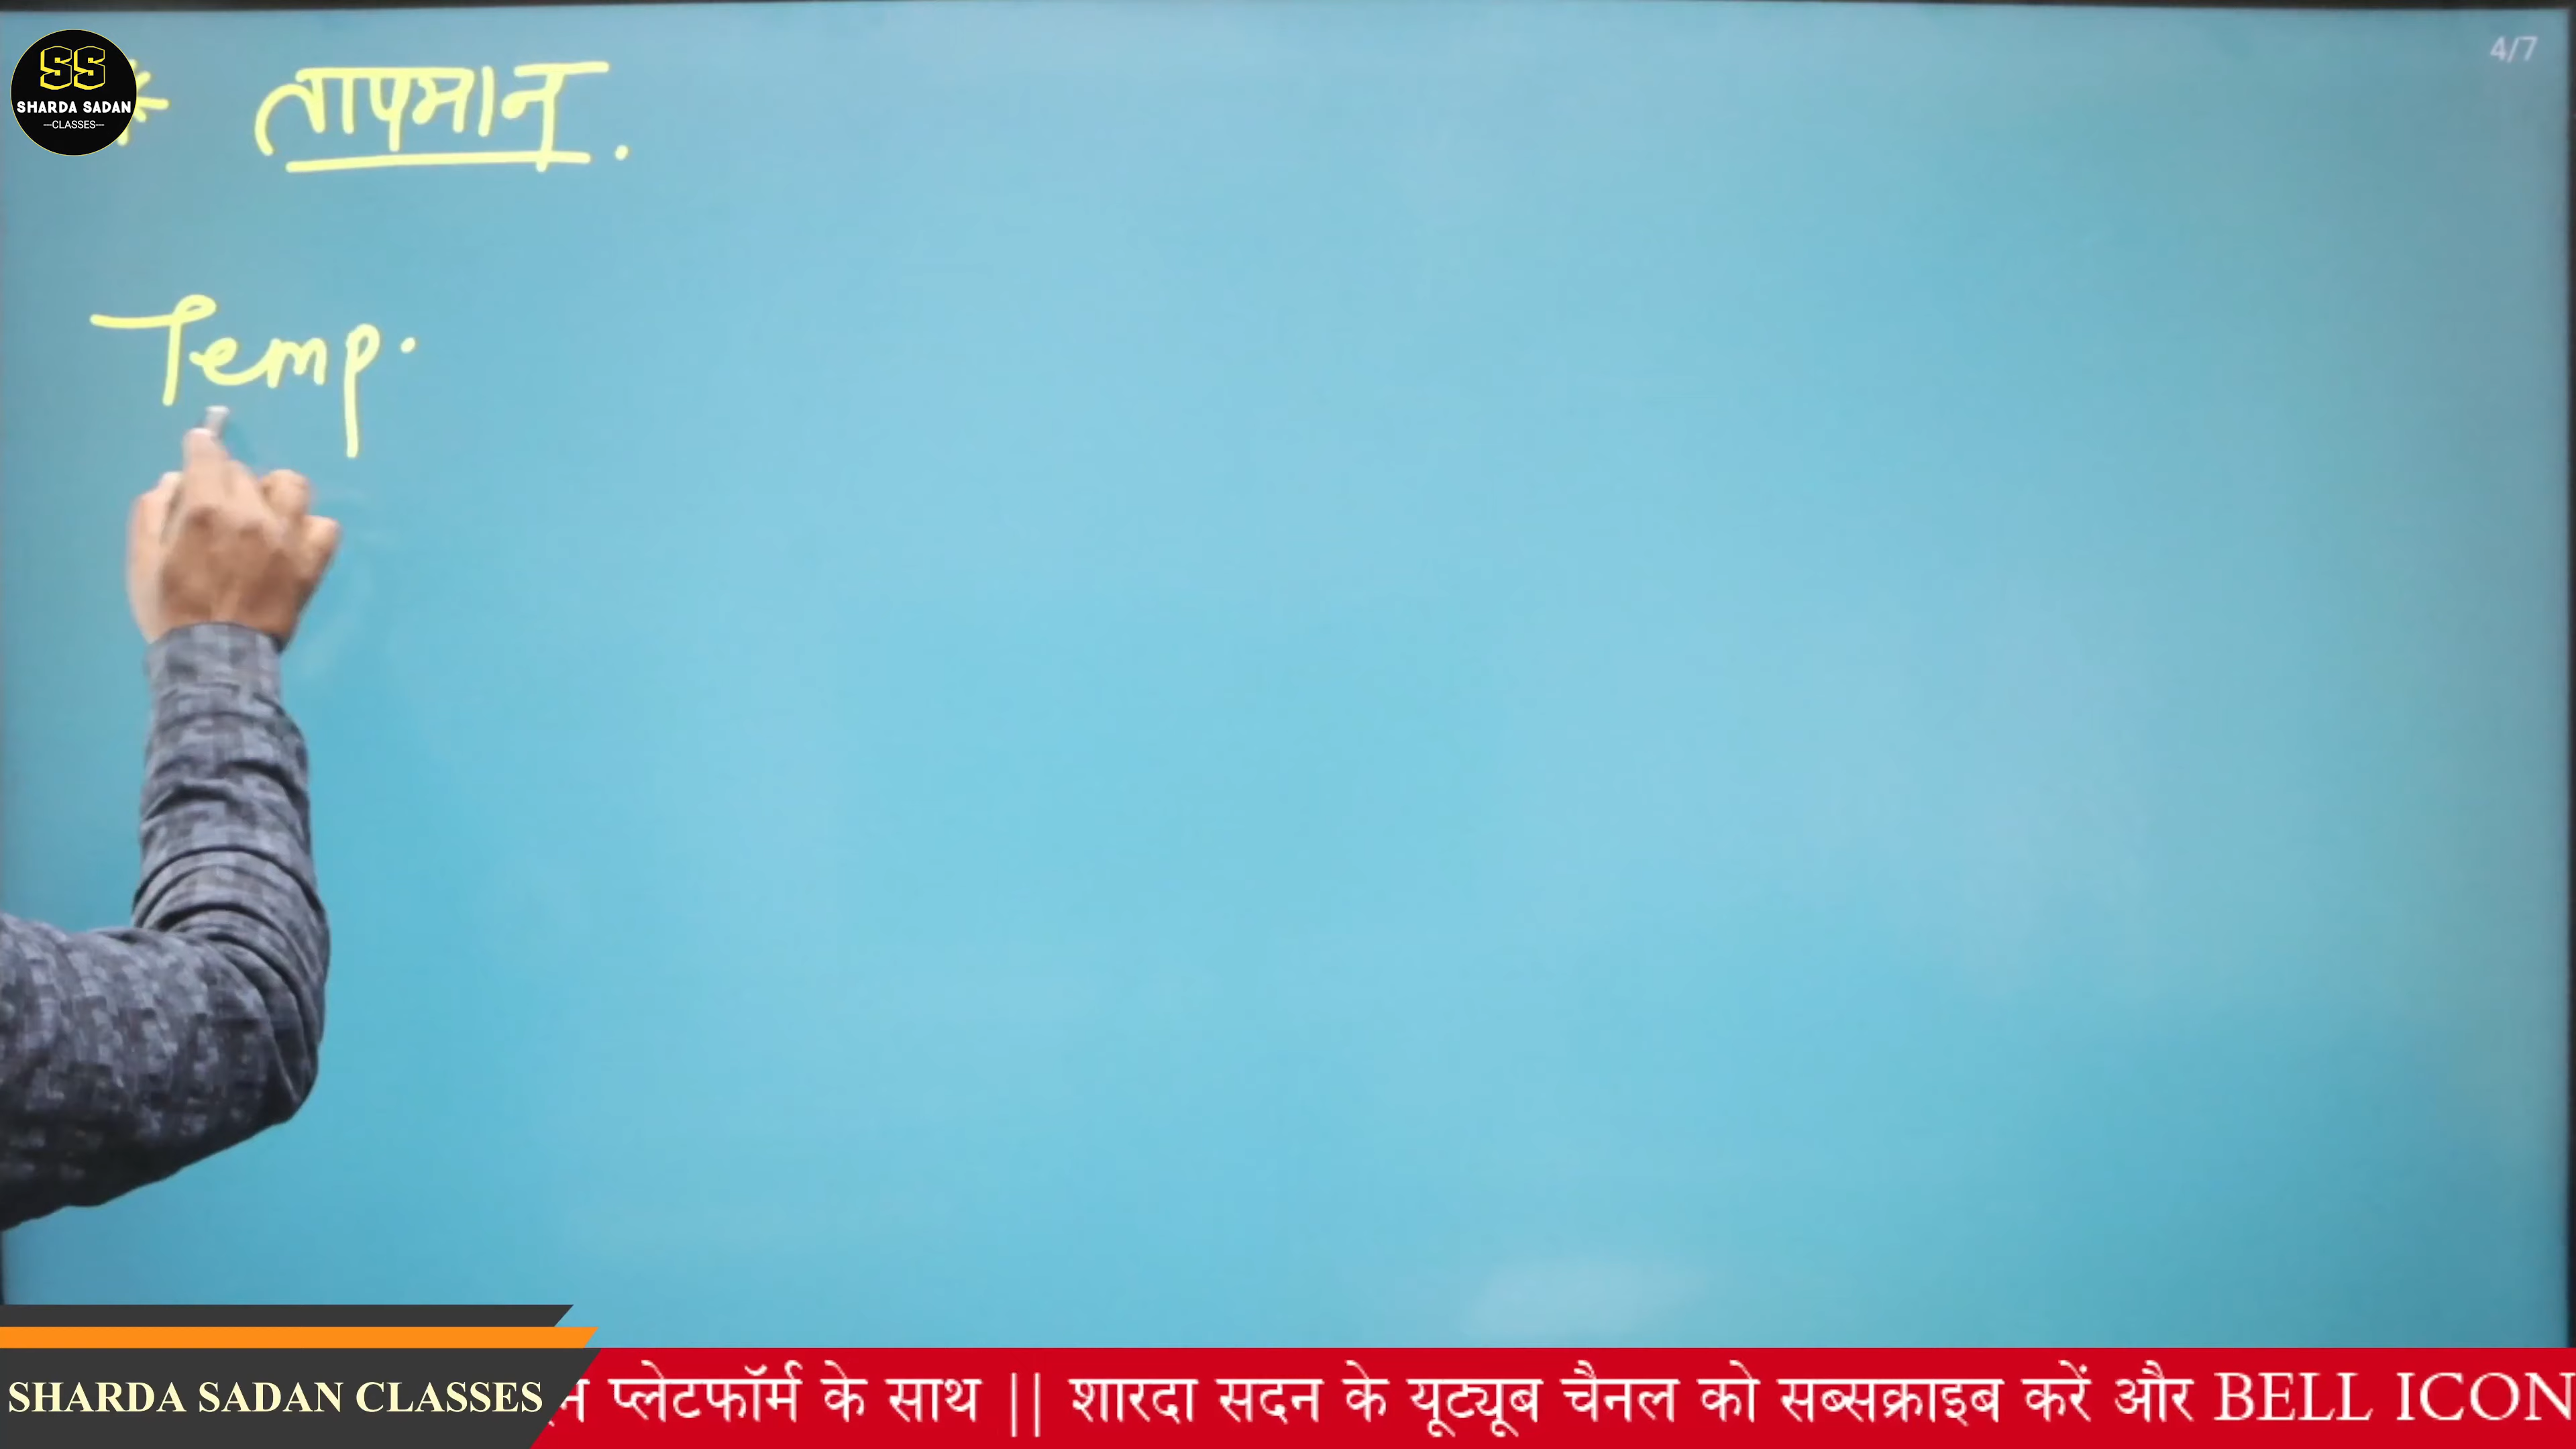 SS
SHARDA SADAN
—CLASSES—
* तापमान.
4/7
Temp.
SHARDA SADAN CLASSES
प्लेटफॉर्म के साथ || शारदा सदन के यूट्यूब चैनल को सब्सक्राइब करें और BELL ICON